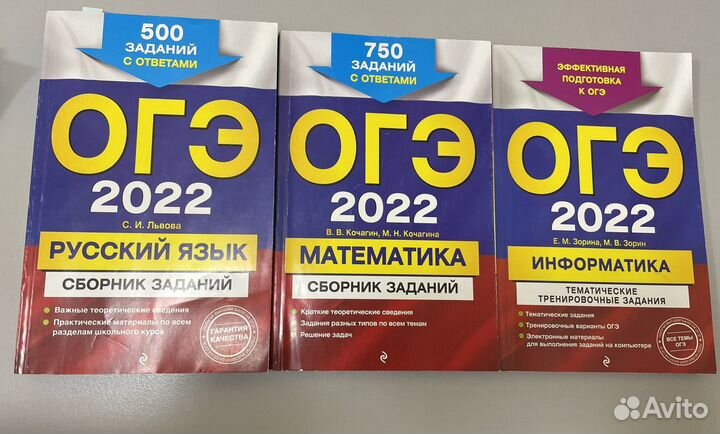 500
ЗАДАНИЙ
С ОТВЕТАМИ
ОГЭ
2022
С. И. Львова
РУССКИЙ ЯЗЫК
СБОРНИК ЗАДАНИЙ
Важные теоретические сведения
Практические материалы по всем
разделам школьного курса
ГАРАНТИЯ
КАЧЕСТВА
750
ЗАДАНИЙ
С ОТВЕТАМИ
ОГЭ
2022
В. В. Кочагин, М. Н. Кочагина
МАТЕМАТИКА
СБОРНИК ЗАДАНИЙ
Краткие теоретические сведения
Задания разных типов по всем темам
Решение задач
ЭФФЕКТИВНАЯ
ПОДГОТОВКА
К ОГЭ
ОГЭ
2022
Е. М. Зорина, М. В. Зорин
ИНФОРМАТИКА
ТЕМАТИЧЕСКИЕ
ТРЕНИРОВОЧНЫЕ ЗАДАНИЯ
Тематические задания
Тренировочные варианты ОГЭ
Электронные материалы
для выполнения заданий на компьютере
ВСЕ ТЕМЫ
ОГЭ
Avito